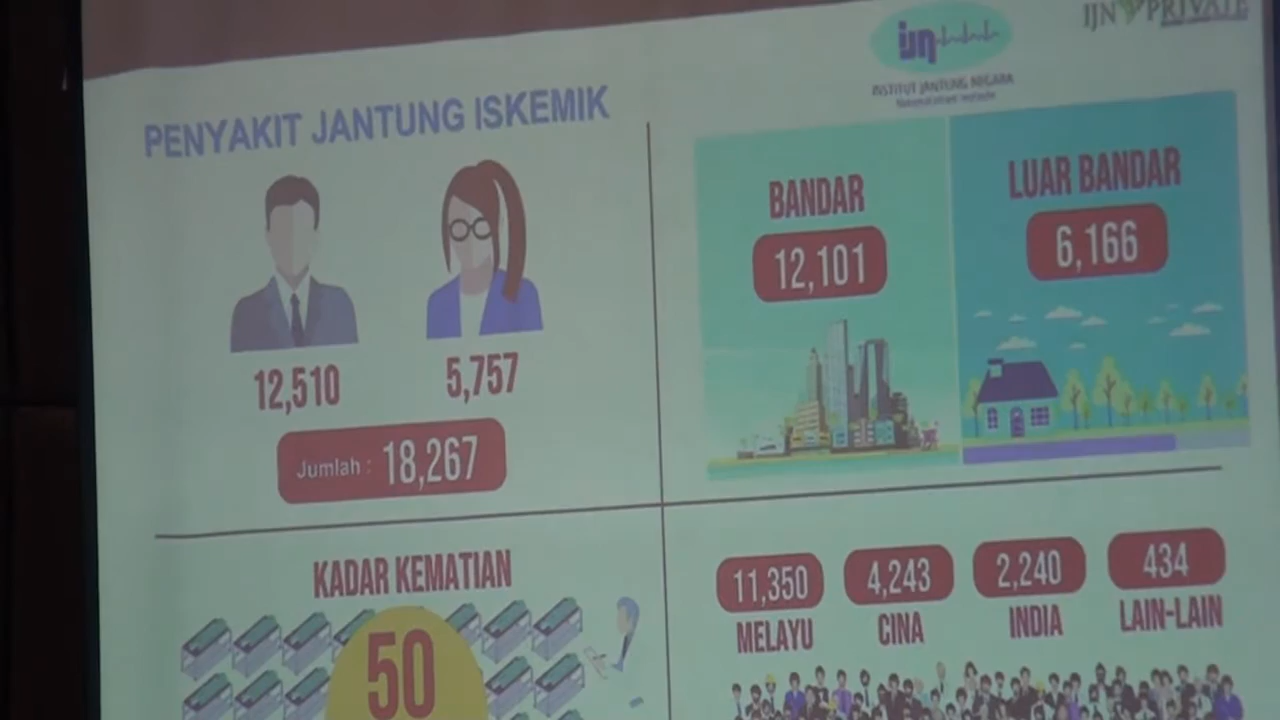 IJN PRIVATE
ijn
INSTITUT JANTUNG NEGARA
PENYAKIT JANTUNG ISKEMIK
12,510
5,757
Jumlah : 18,267
BANDAR
12,101
LUAR BANDAR
6,166
KADAR KEMATIAN
50
11,350
MELAYU
4,243
CINA
2,240
INDIA
434
LAIN-LAIN